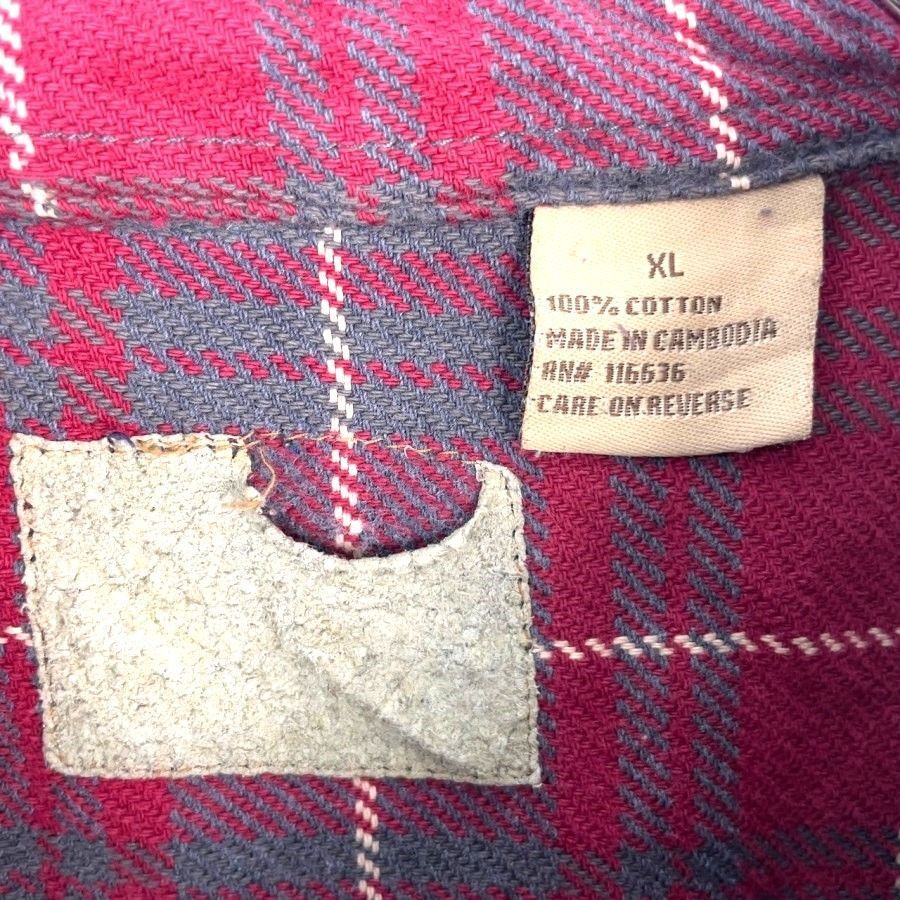 XL
100% COTTON
MADE IN CAMBODIA
RN# 116636
CARE ON REVERSE